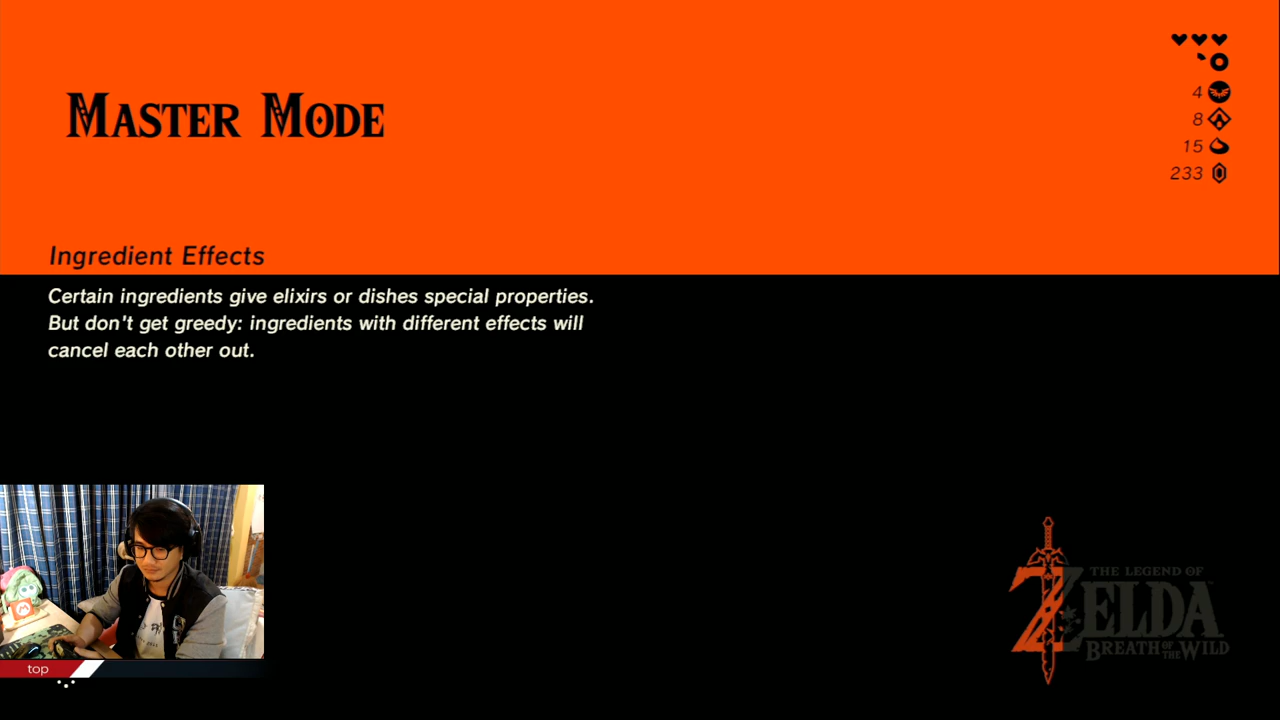 MASTER MODE
4
8
15
233
Ingredient Effects
Certain ingredients give elixirs or dishes special properties.
But don't get greedy: ingredients with different effects will
cancel each other out.
top
THE LEGEND OF
ZELDA
BREATH OF THE WILD